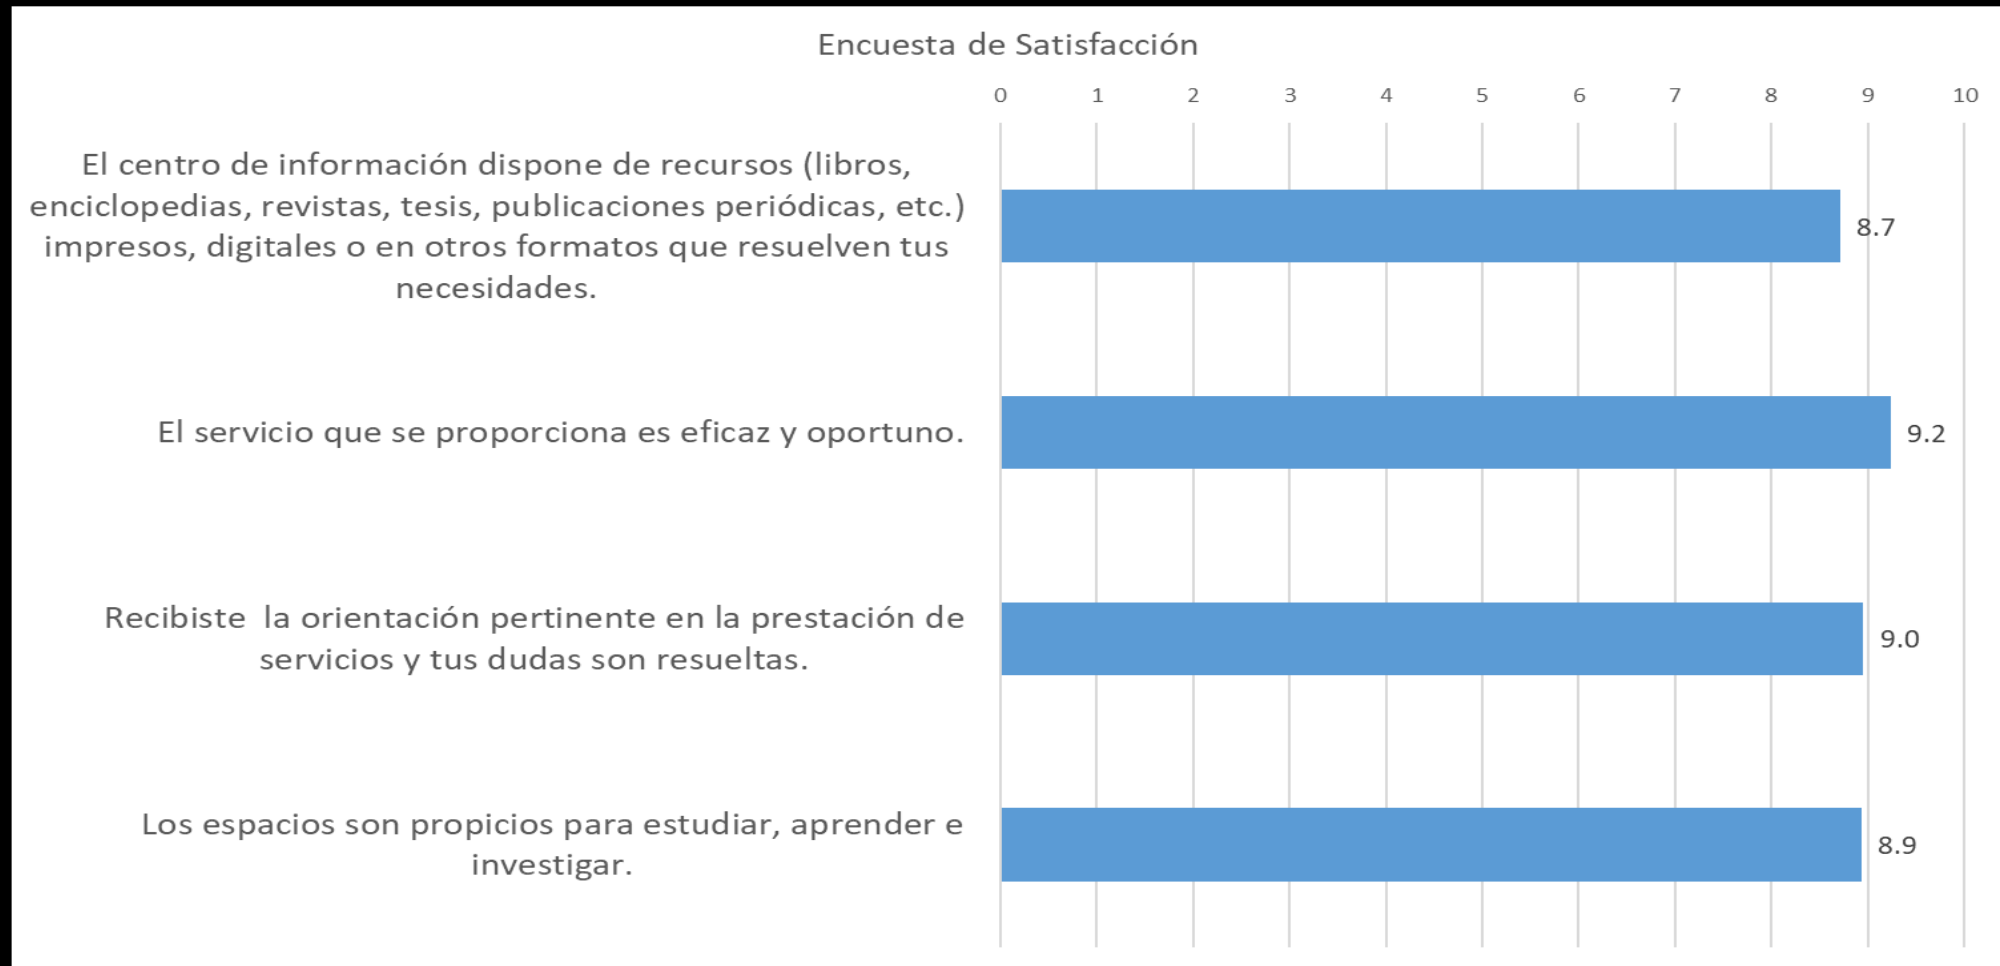 Encuesta de Satisfacción
0 1 2 3 4 5 6 7 8 9 10
El centro de información dispone de recursos (libros,
enciclopedias, revistas, tesis, publicaciones periódicas, etc.)
impresos, digitales o en otros formatos que resuelven tus
necesidades.
8.7
El servicio que se proporciona es eficaz y oportuno.
9.2
Recibiste  la orientación pertinente en la prestación de
servicios y tus dudas son resueltas.
9.0
Los espacios son propicios para estudiar, aprender e
investigar.
8.9